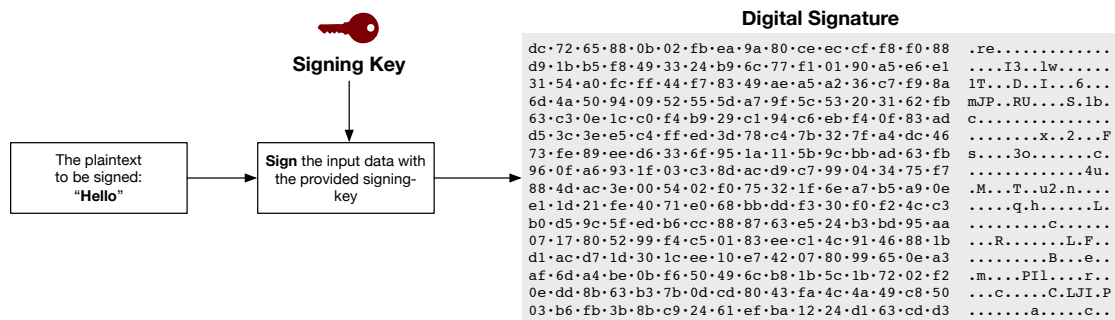 Digital Signature
Signing Key
The plaintext
to be signed:
“Hello”
Sign the input data with
the provided signing-
key
dc·72·65·88·0b·02·fb·ea·9a·80·ce·ec·cf·f8·f0·88 .re.............
d9·1b·b5·f8·49·33·24·b9·6c·77·f1·01·90·a5·e6·e1 ....I3..lw......
31·54·a0·fc·ff·44·f7·83·49·ae·a5·a2·36·c7·f9·8a 1T...D..I...6...
6d·4a·50·94·09·52·55·5d·a7·9f·5c·53·20·31·62·fb mJP..RU....S.1b.
63·c3·0e·1c·c0·f4·b9·29·c1·94·c6·eb·f4·0f·83·ad c...............
d5·3c·3e·e5·c4·ff·ed·3d·78·c4·7b·32·7f·a4·dc·46 ........x..2...F
73·fe·89·ee·d6·33·6f·95·1a·11·5b·9c·bb·ad·63·fb s....3o.......c.
96·0f·a6·93·1f·03·c3·8d·ac·d9·c7·99·04·34·75·f7 .............4u.
88·4d·ac·3e·00·54·02·f0·75·32·1f·6e·a7·b5·a9·0e .M...T..u2.n....
e1·1d·21·fe·40·71·e0·68·bb·dd·f3·30·f0·f2·4c·c3 .....q.h......L.
b0·d5·9c·5f·ed·b6·cc·88·87·63·e5·24·b3·bd·95·aa .........c......
07·17·80·52·99·f4·c5·01·83·ee·c1·4c·91·46·88·1b ...R.......L.F..
d1·ac·d7·1d·30·1c·ee·10·e7·42·07·80·99·65·0e·a3 .........B...e..
af·6d·a4·be·0b·f6·50·49·6c·b8·1b·5c·1b·72·02·f2 .m....PIl....r..
0e·dd·8b·63·b3·7b·0d·cd·80·43·fa·4c·4a·49·c8·50 ...c.....C.LJI.P
03·b6·fb·3b·8b·c9·24·61·ef·ba·12·24·d1·63·cd·d3 .......a.....c..